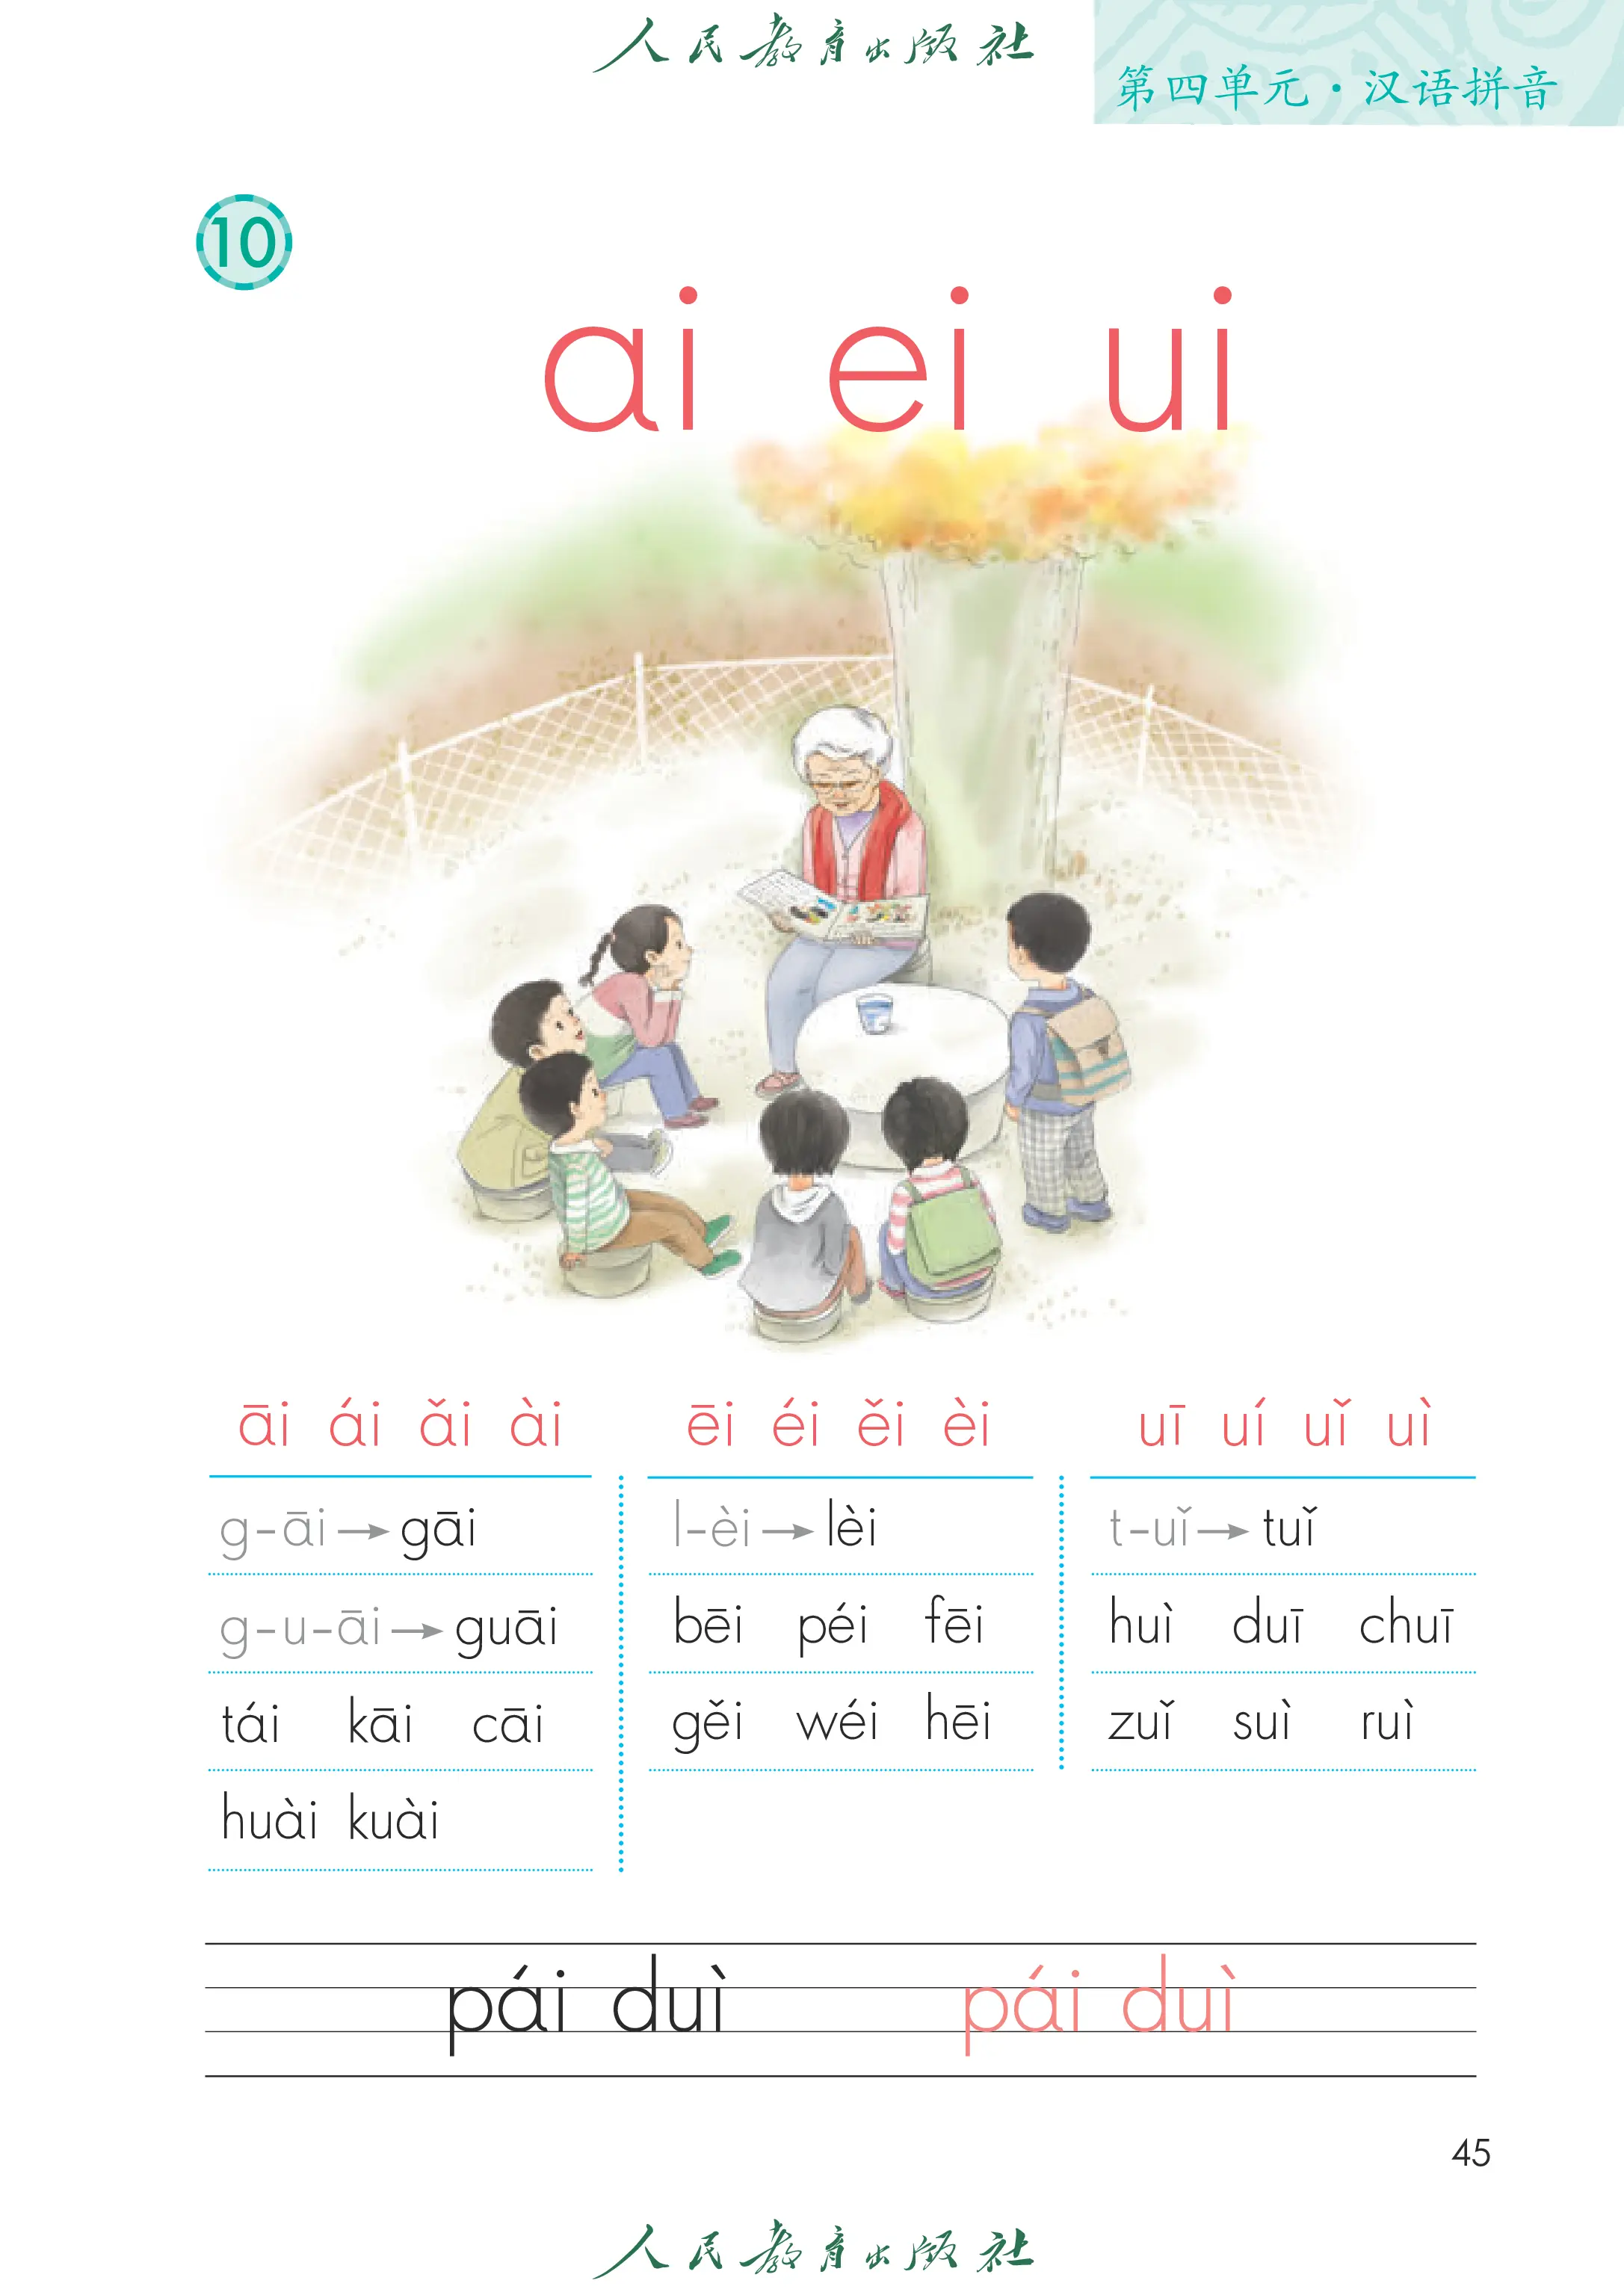 人民教育出版社
第四单元·汉语拼音
10
ai ei ui
āi ái ǎi ài
g-āi→gāi
g-u-āi→guāi
tái kāi cāi
huài kuài
ēi éi ěi èi
l-èi→lèi
bēi péi fēi
gěi wéi hēi
uī uí uǐ uì
t-uǐ→tuǐ
huì duī chuī
zuǐ suì ruì
pái duì pái duì
45
人民教育出版社